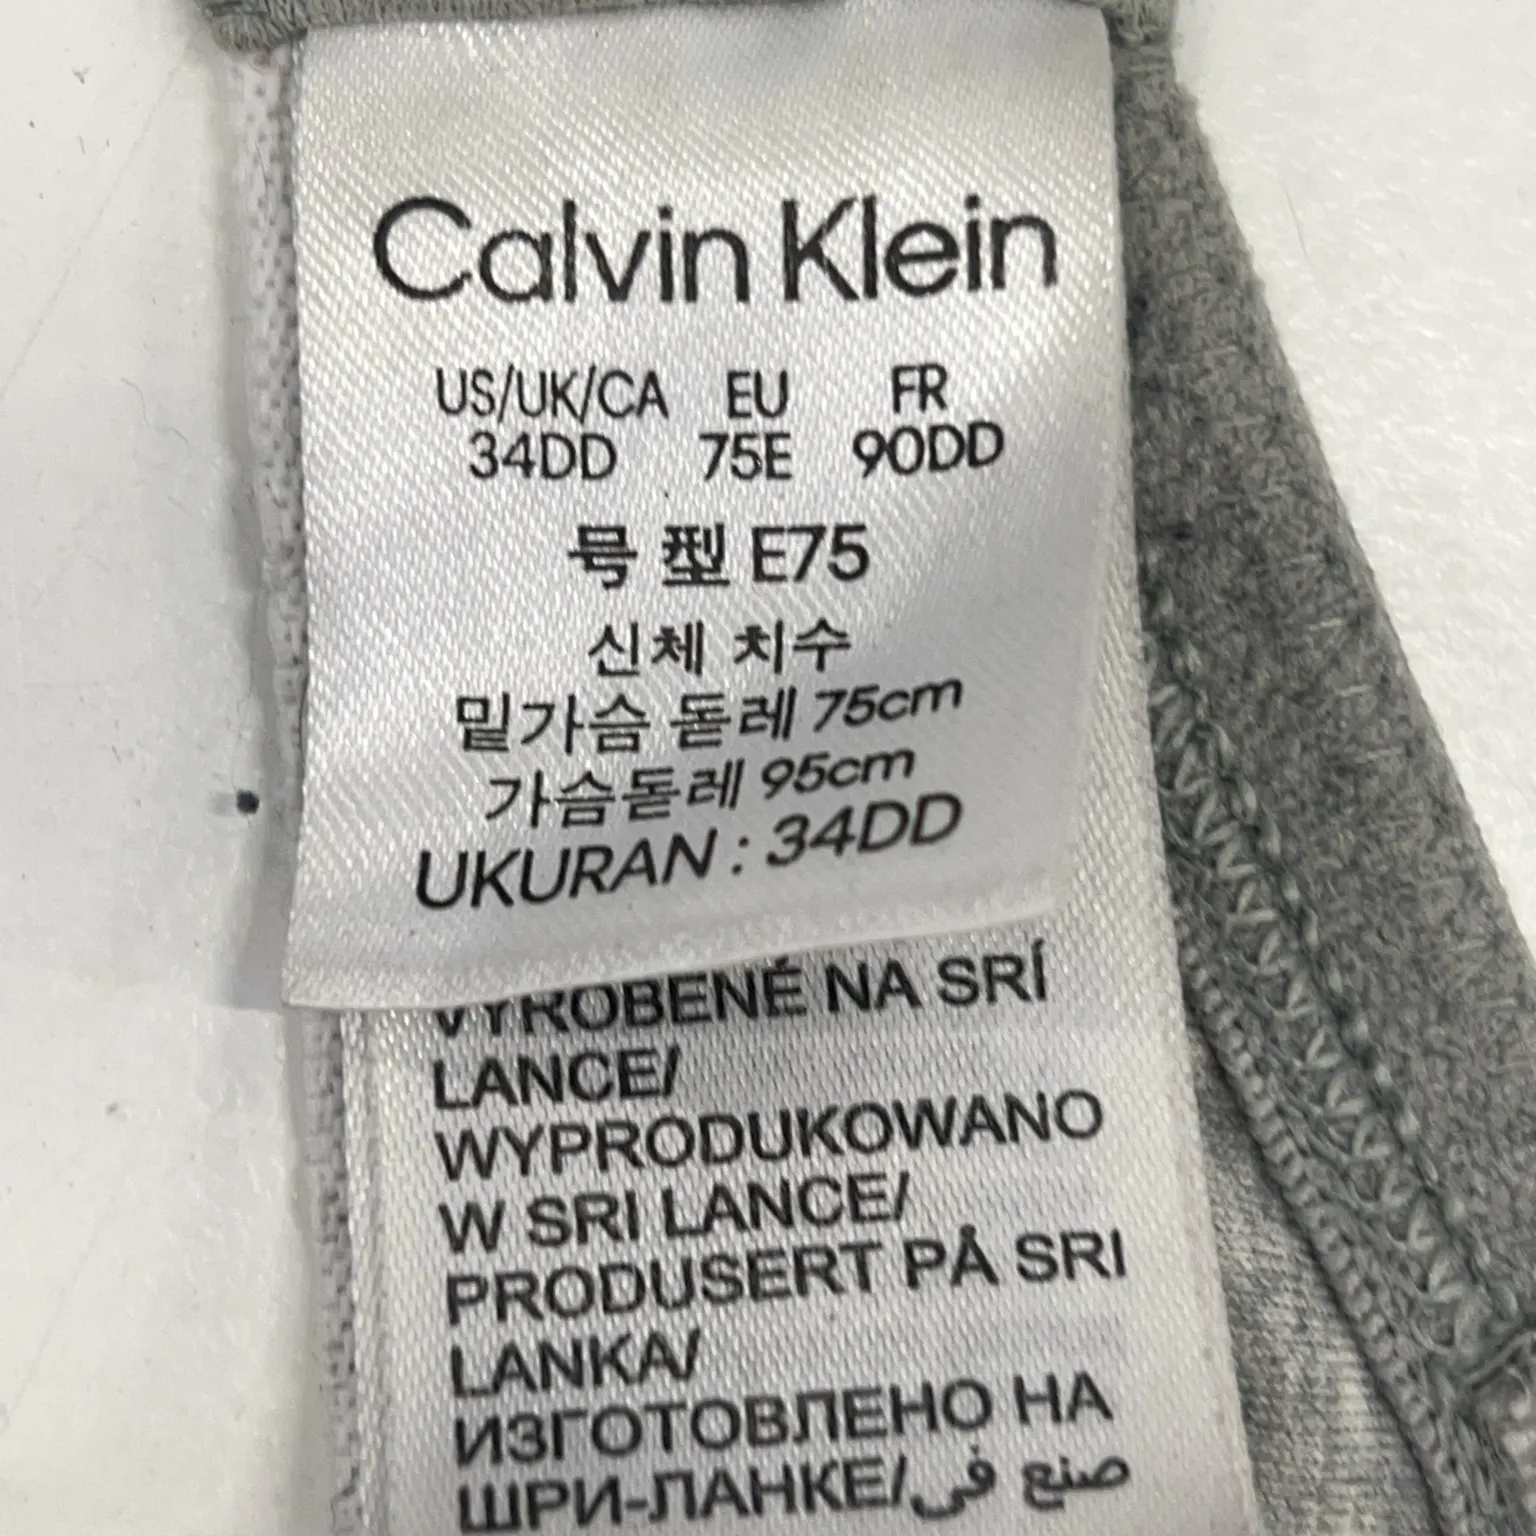 Calvin Klein
US/UK/CA EU FR
34DD 75E 90DD
号型 E75
신체 치수
밑가슴 돋레 75cm
가슴돋레 95cm
UKURAN : 34DD
VYROBENÉ NA SRÍ
LANCE/
WYPRODUKOWANO
W SRI LANCE/
PRODUSERT PÅ SRI
LANKA/
ИЗГОТОВЛЕНО НА
ШРИ-ЛАНКЕ/صنع في